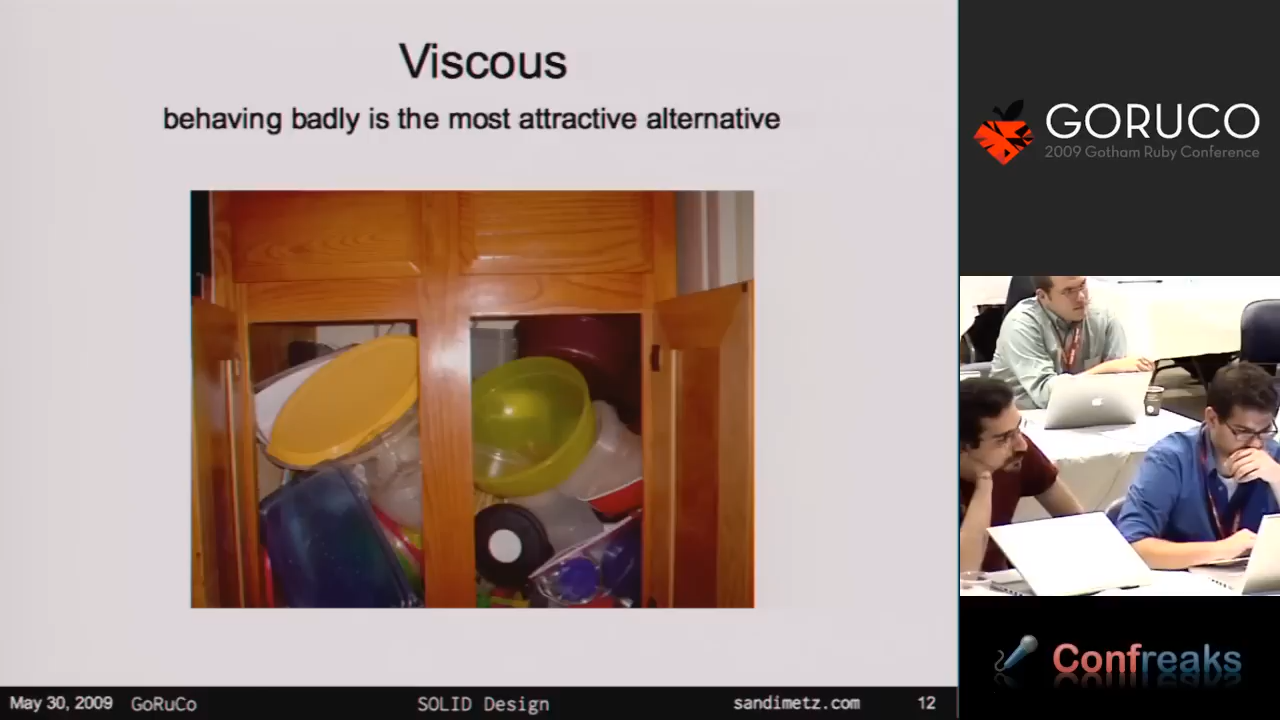 Viscous
behaving badly is the most attractive alternative
May 30, 2009 GoRuCo SOLID Design sandimetz.com 12
GORUCO
2009 Gotham Ruby Conference
Confreaks